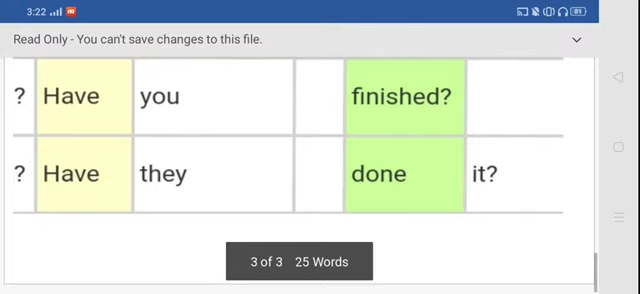 3:22 81
Read Only - You can't save changes to this file.
? Have you finished?
? Have they done it?
3 of 3 25 Words